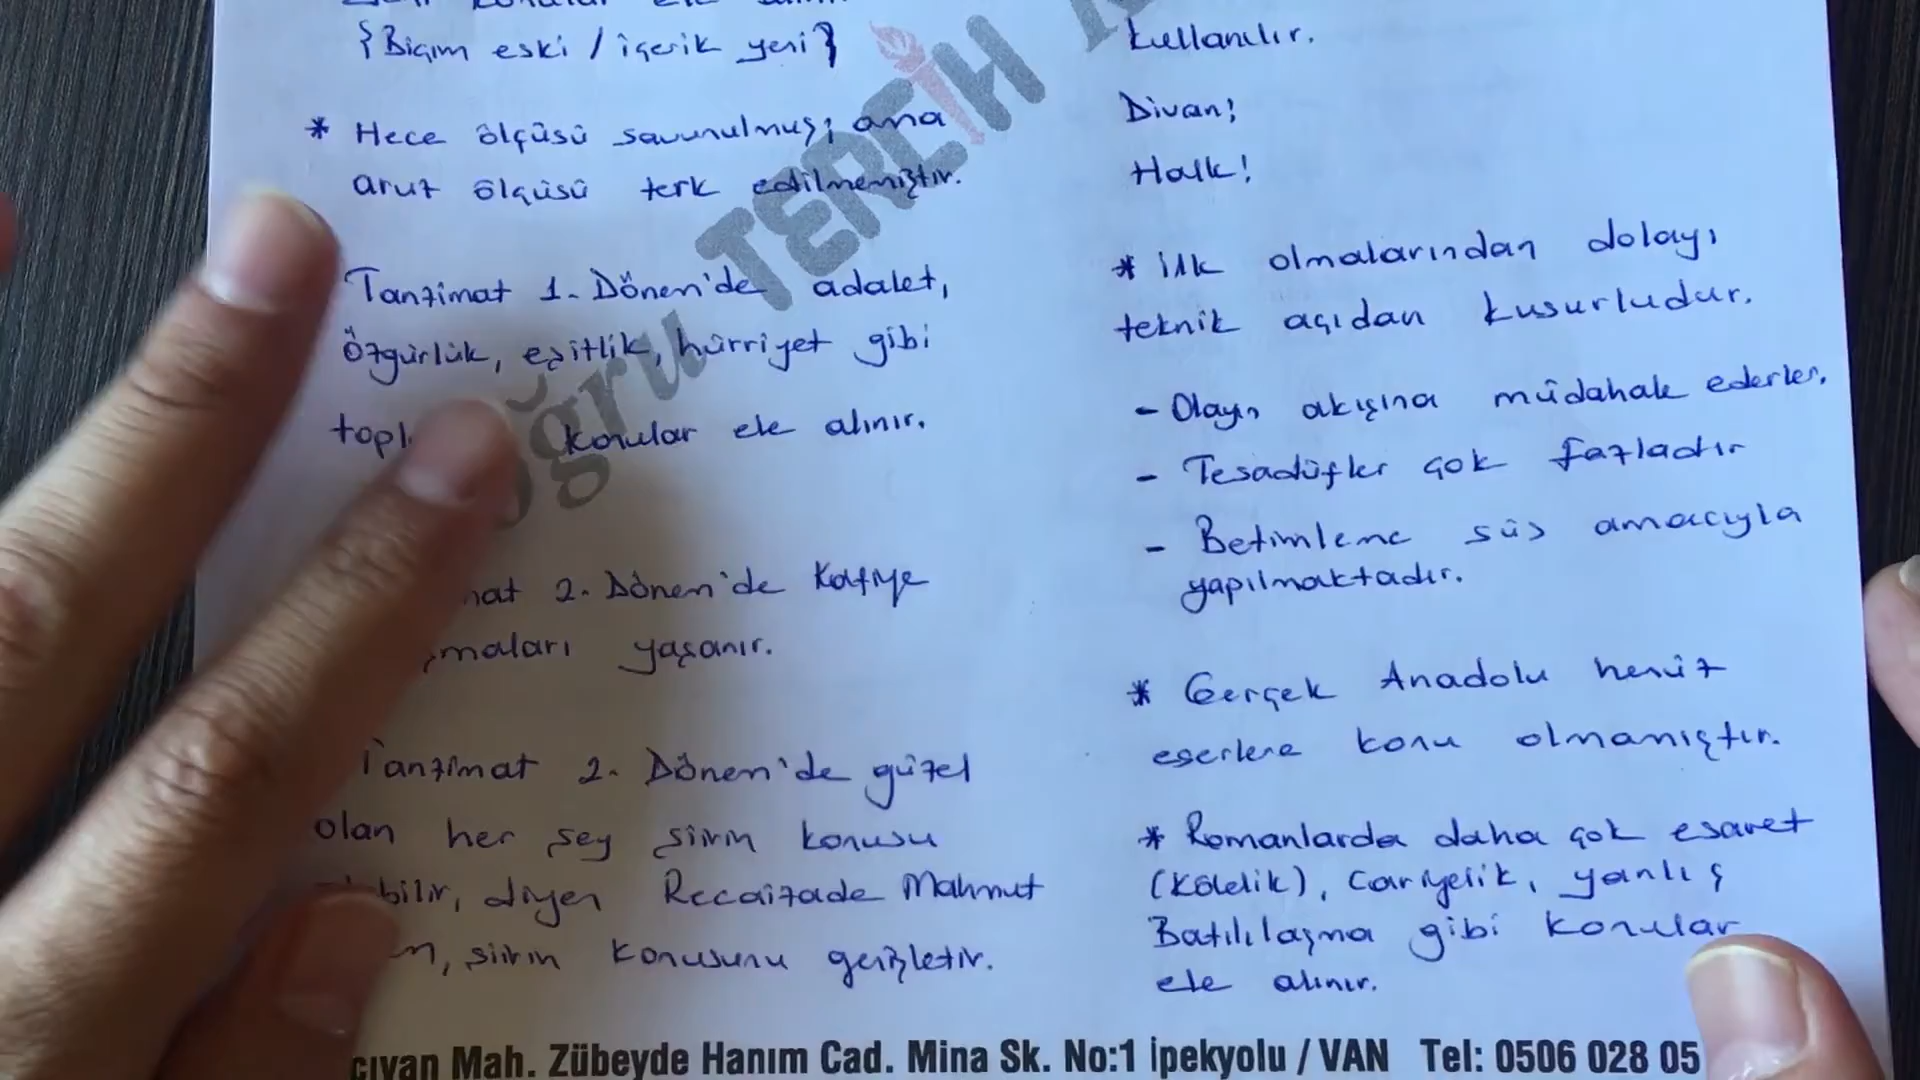 {Biçim eski / içerik yeni}
* Hece ölçüsü savunulmuş; ama
aruz ölçüsü terk edilmemiştir.
Tanzimat 1. Dönem'de adalet,
Özgürlük, eşitlik, hürriyet gibi
konular ele alınır.
2. Dönem'de Kafiye
yaşanır.
Tanzimat 2. Dönem'de güzel
olan her şey şiirin konusu
diyen Recaizade Mahmut
şiirin konusunu genişletir.
kullanılır.
Divan;
Halk!
* ilk olmalarından dolayı
teknik açıdan kusurludur.
- Olayın akışına müdahale ederler.
- Tesadüfler çok fazladır
- Betimleme süs amacıyla
yapılmaktadır.
* Gerçek Anadolu henüz
eserlere konu olmamıştır.
* Romanlarda daha çok esaret
(Kölelik), Cariyelik, yanlış
Batılılaşma gibi konular
ele alınır.
Doğru TERCİH
Mah. Zübeyde Hanım Cad. Mina Sk. No:1 İpekyolu / VAN Tel: 0506 028 05